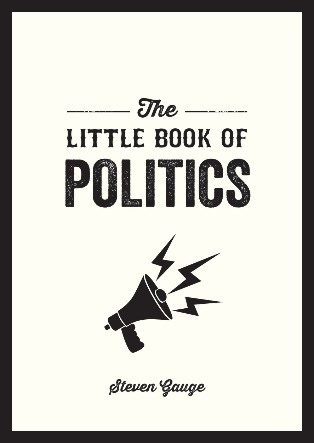 The
LITTLE BOOK OF
POLITICS
Steven Gauge